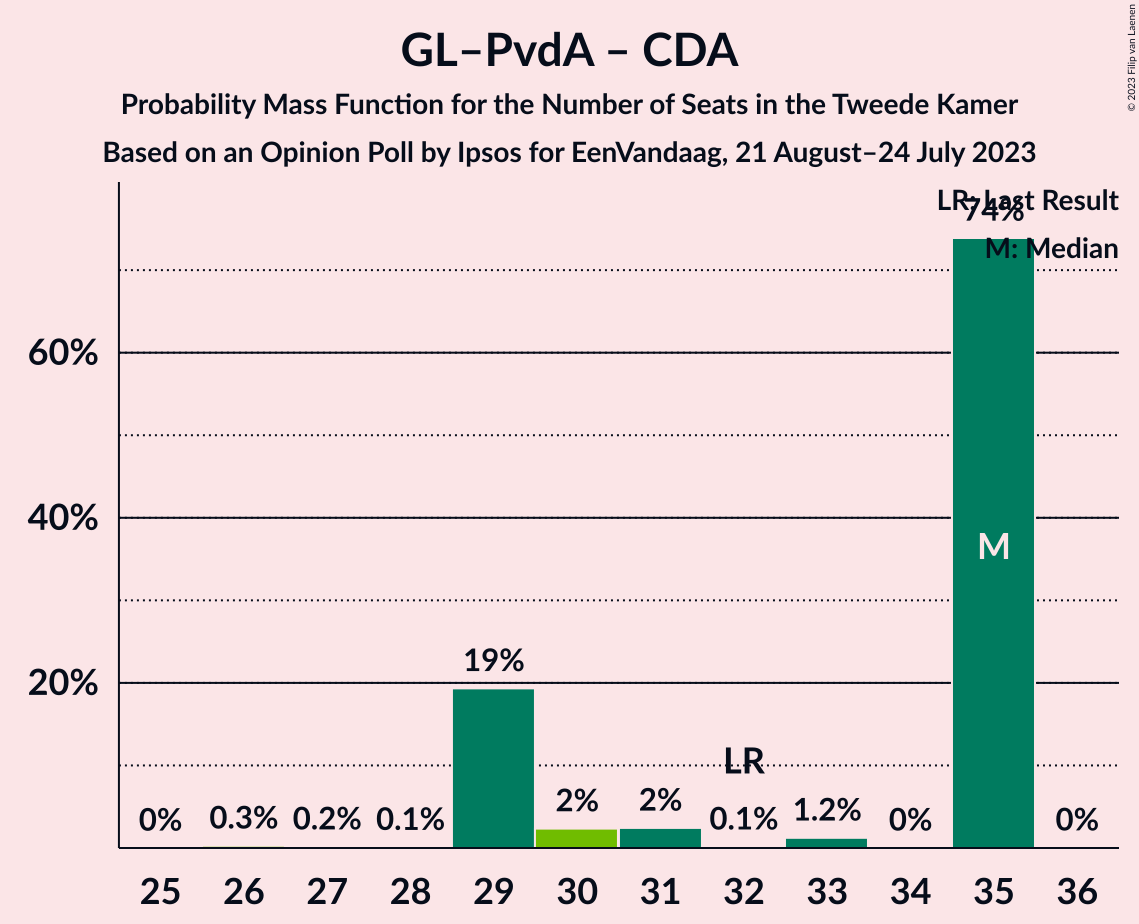 GL–PvdA – CDA
Probability Mass Function for the Number of Seats in the Tweede Kamer
Based on an Opinion Poll by Ipsos for EenVandaag, 21 August–24 July 2023
© 2023 Filip van Laenen
LR: Last Result
M: Median
60%
40%
20%
0%
0.3%
0.2%
0.1%
19%
2%
2%
LR
0.1%
1.2%
0%
74%
M
0%
25 26 27 28 29 30 31 32 33 34 35 36